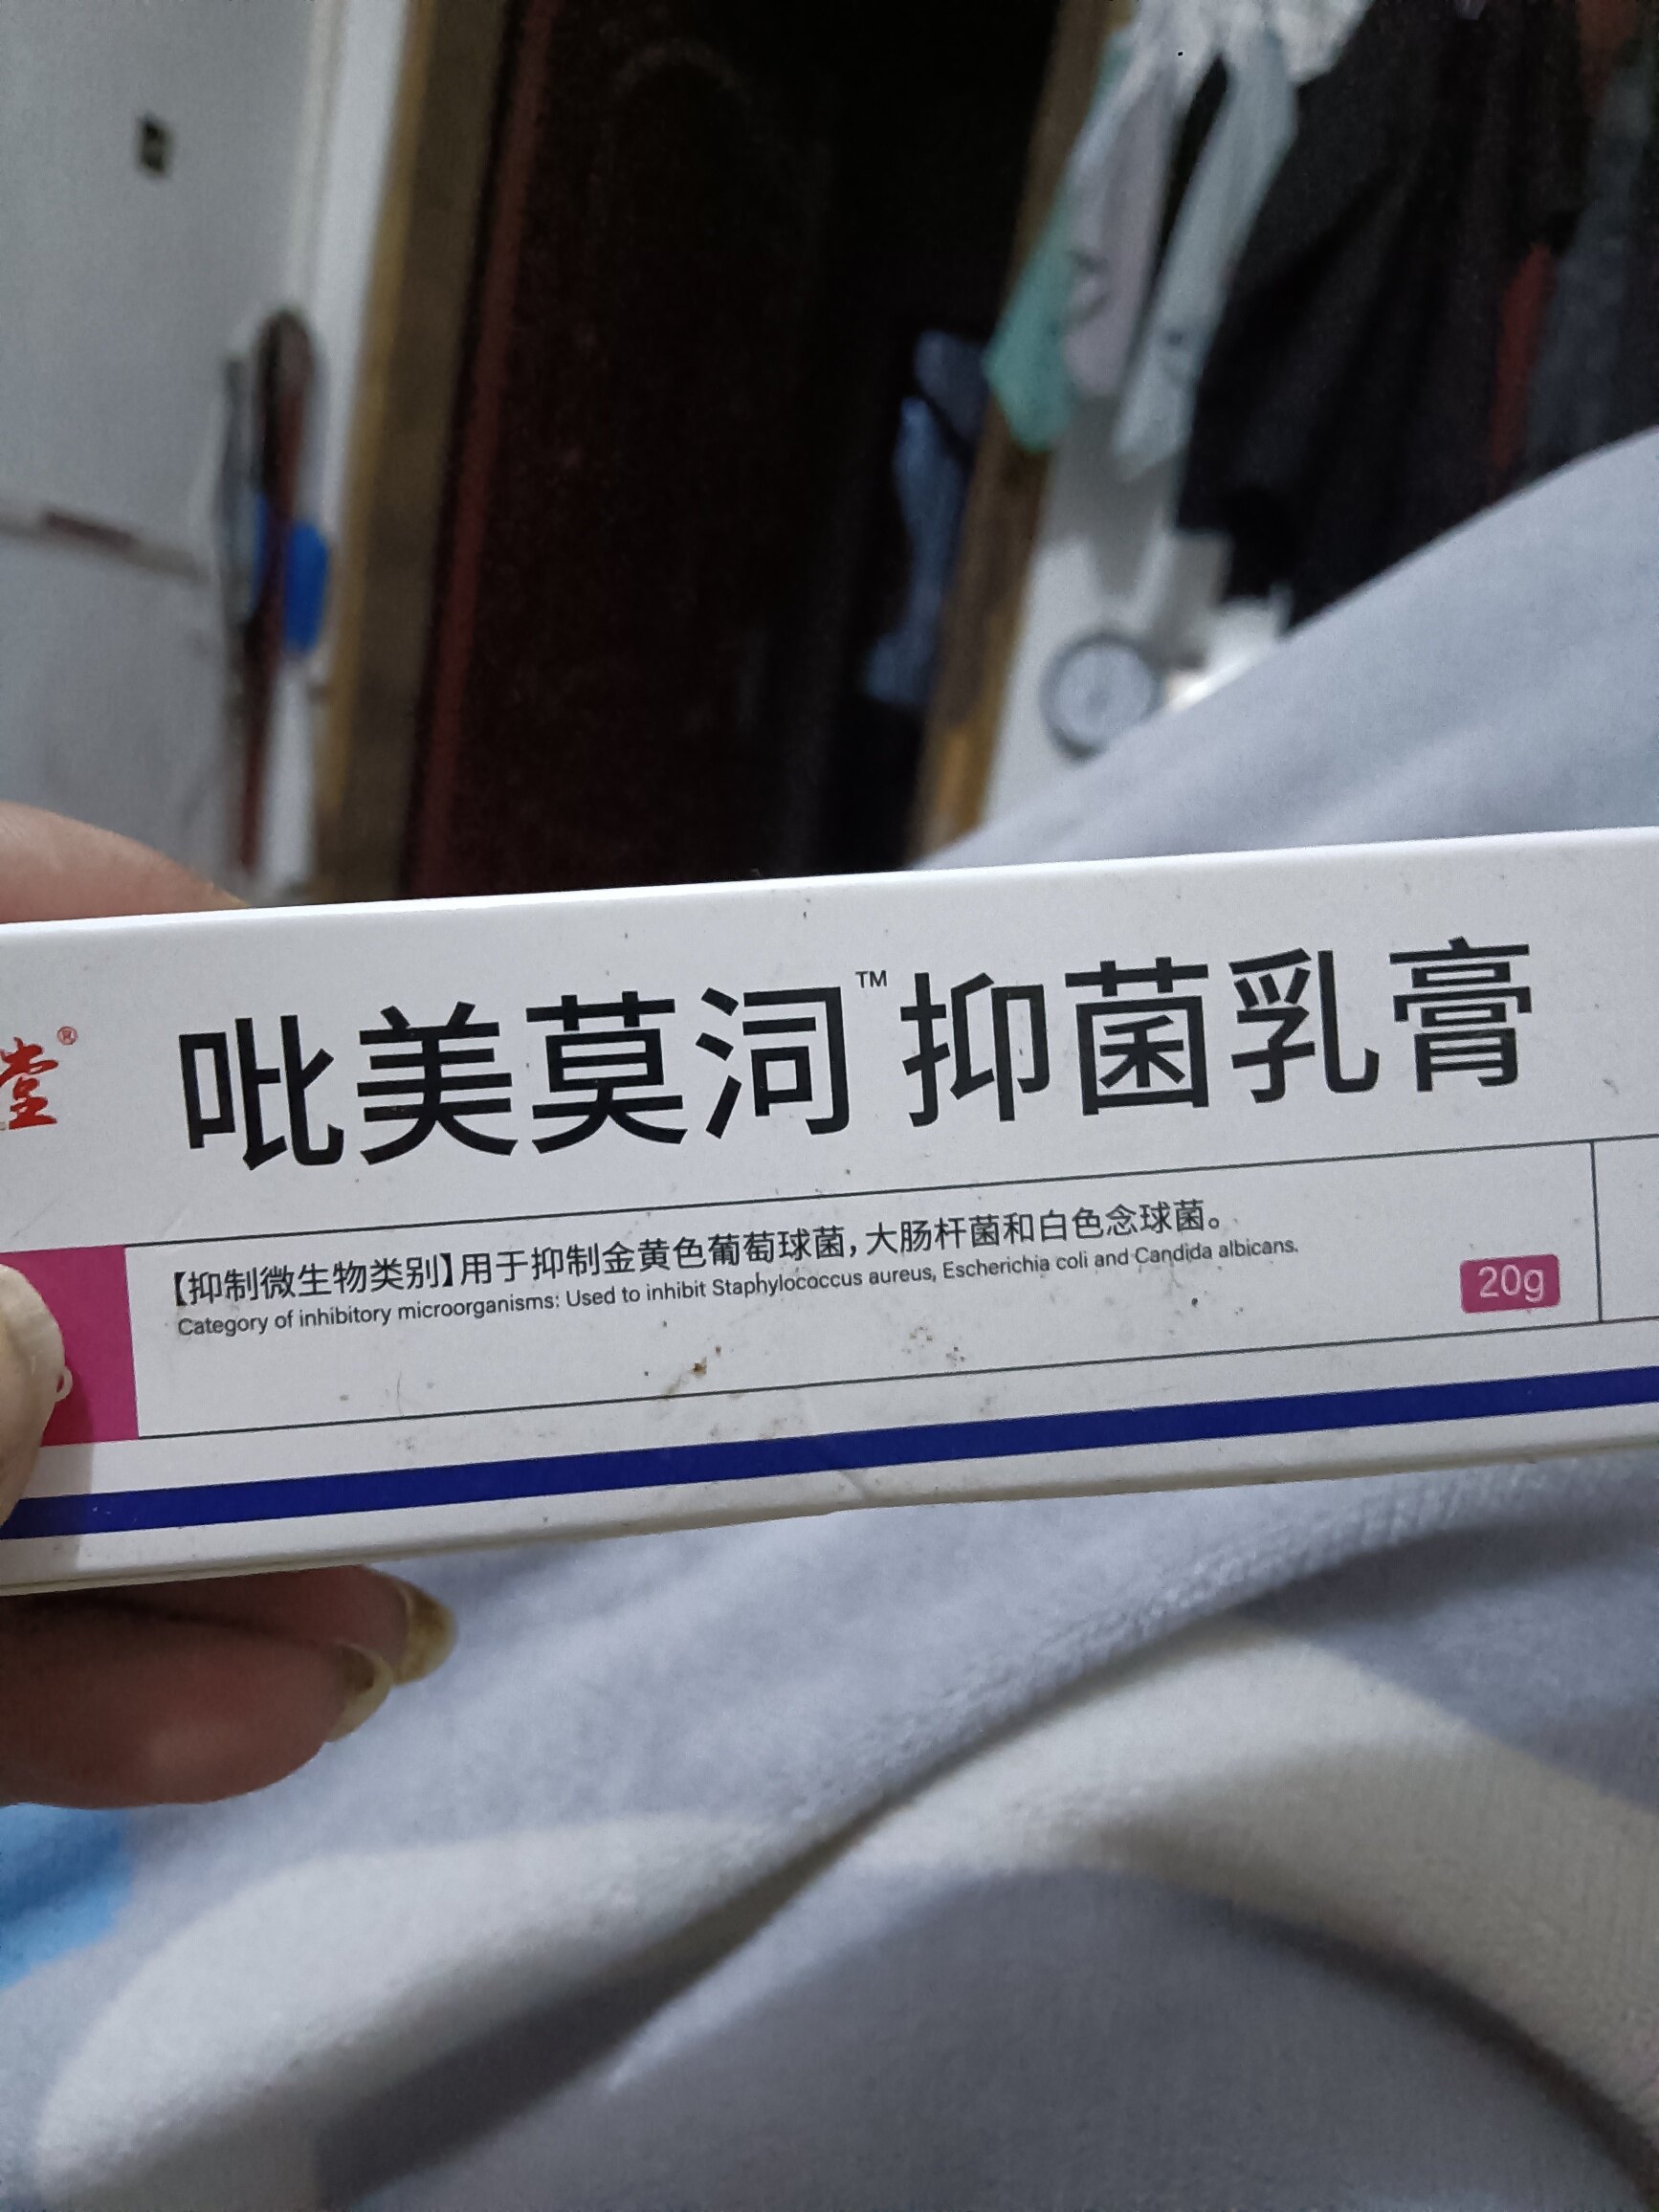 堂®
吡美莫泀™抑菌乳膏
【抑制微生物类别】用于抑制金黄色葡萄球菌,大肠杆菌和白色念球菌。
Category of inhibitory microorganisms: Used to inhibit Staphylococcus aureus, Escherichia coli and Candida albicans.
20g